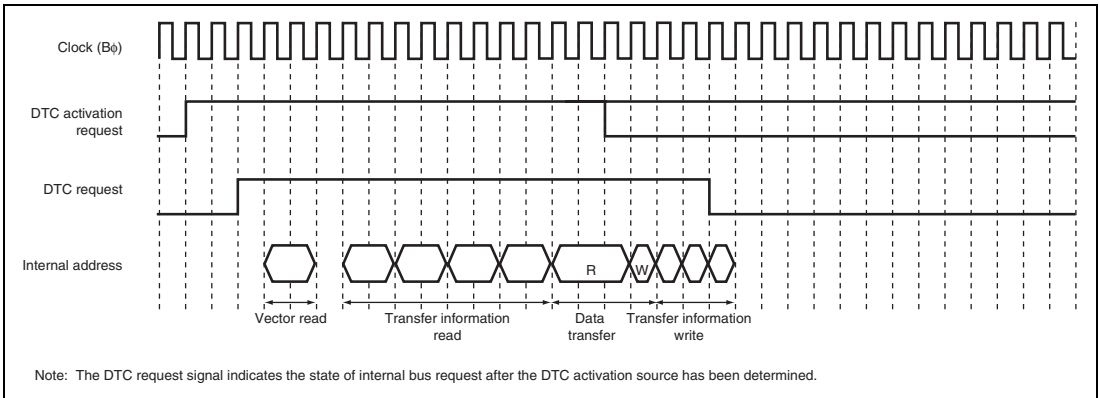 Clock (Bφ)
DTC activation
request
DTC request
Internal address
R
W
Vector read
Transfer information
read
Data
transfer
Transfer information
write
Note: The DTC request signal indicates the state of internal bus request after the DTC activation source has been determined.